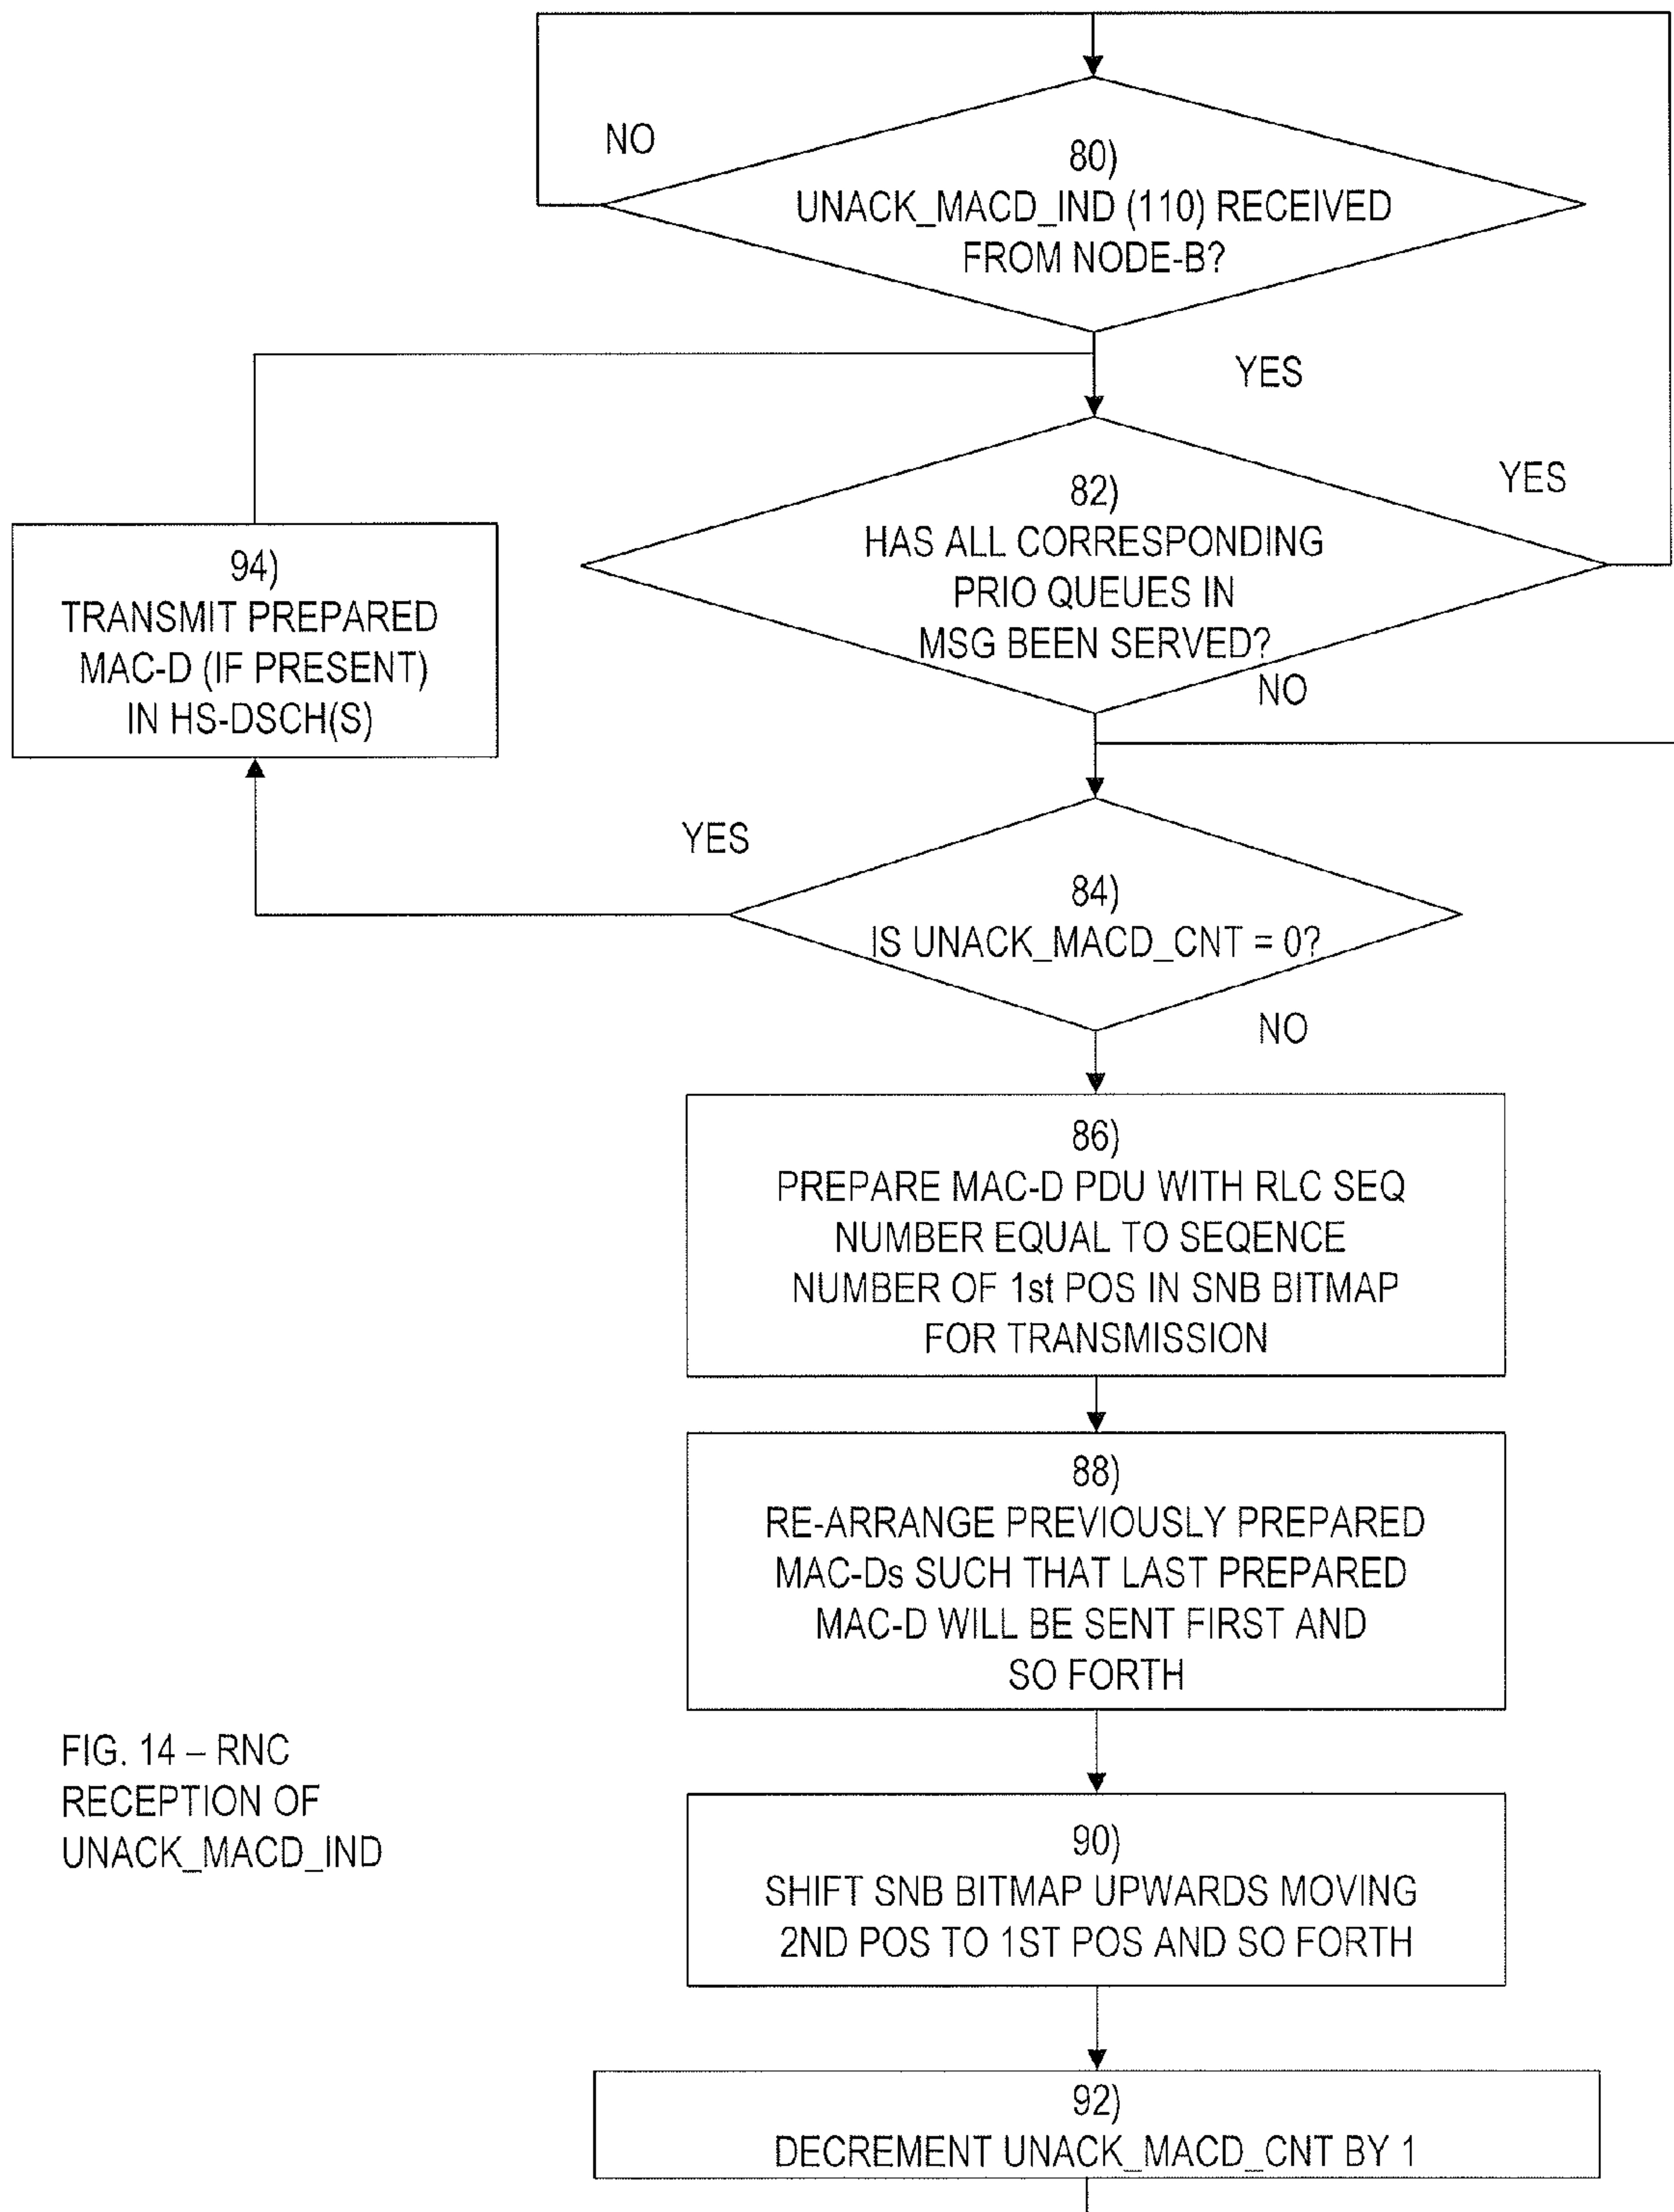 NO
80)
UNACK_MACD_IND (110) RECEIVED
FROM NODE-B?
YES
82)
HAS ALL CORRESPONDING
PRIO QUEUES IN
MSG BEEN SERVED?
YES
NO
94)
TRANSMIT PREPARED
MAC-D (IF PRESENT)
IN HS-DSCH(S)
YES
84)
IS UNACK_MACD_CNT = 0?
NO
86)
PREPARE MAC-D PDU WITH RLC SEQ
NUMBER EQUAL TO SEQENCE
NUMBER OF 1st POS IN SNB BITMAP
FOR TRANSMISSION
88)
RE-ARRANGE PREVIOUSLY PREPARED
MAC-Ds SUCH THAT LAST PREPARED
MAC-D WILL BE SENT FIRST AND
SO FORTH
FIG. 14 – RNC
RECEPTION OF
UNACK_MACD_IND
90)
SHIFT SNB BITMAP UPWARDS MOVING
2ND POS TO 1ST POS AND SO FORTH
92)
DECREMENT UNACK_MACD_CNT BY 1